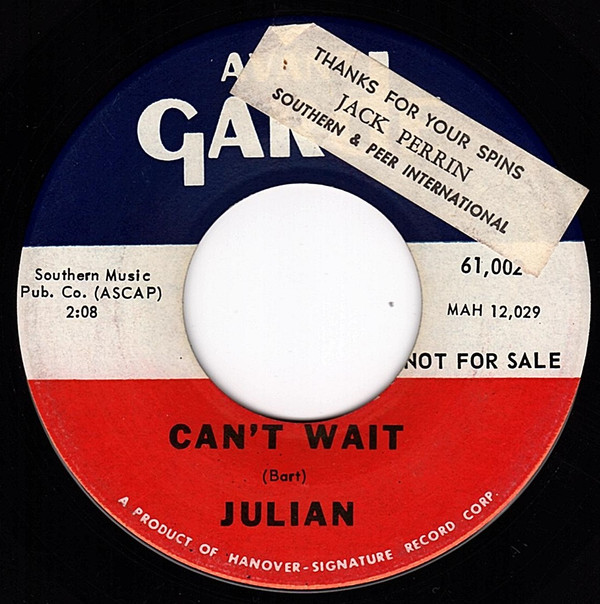 GAR
THANKS FOR YOUR SPINS
JACK PERRIN
SOUTHERN & PEER INTERNATIONAL
Southern Music
Pub. Co. (ASCAP)
2:08
61,002
MAH 12,029
NOT FOR SALE
CAN'T WAIT
(Bart)
JULIAN
A PRODUCT OF HANOVER-SIGNATURE RECORD CORP.